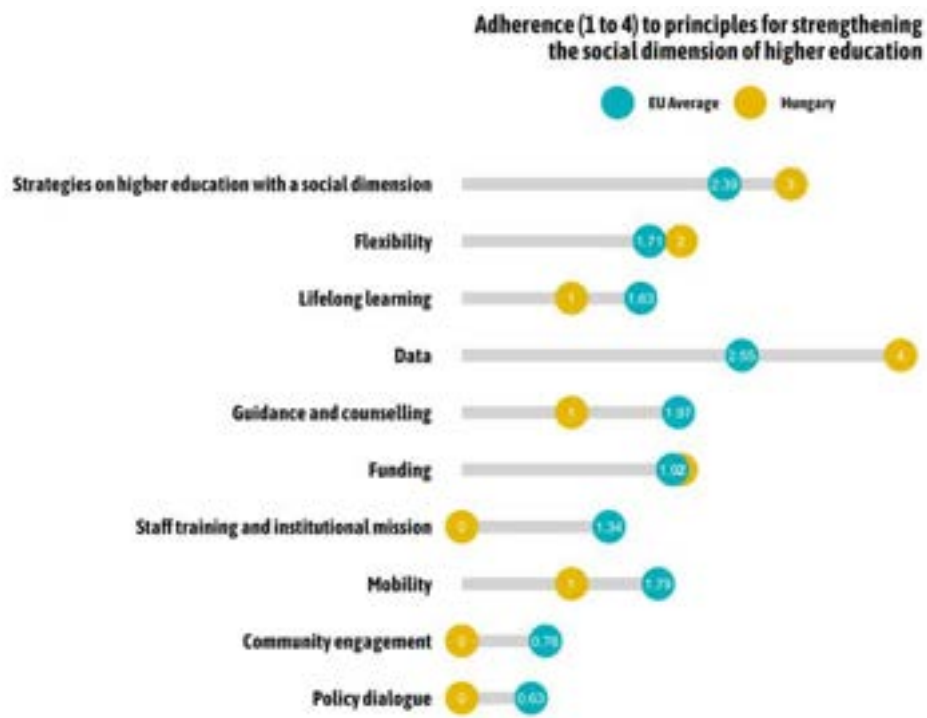 Adherence (1 to 4) to principles for strengthening
the social dimension of higher education
EU Average Hungary
Strategies on higher education with a social dimension 2.39 3
Flexibility 1.71 2
Lifelong learning 1 1.63
Data 2.55 4
Guidance and counselling 1 1.97
Funding 1.92
Staff training and institutional mission 0 1.34
Mobility 1 1.79
Community engagement 0 0.76
Policy dialogue 0 0.63